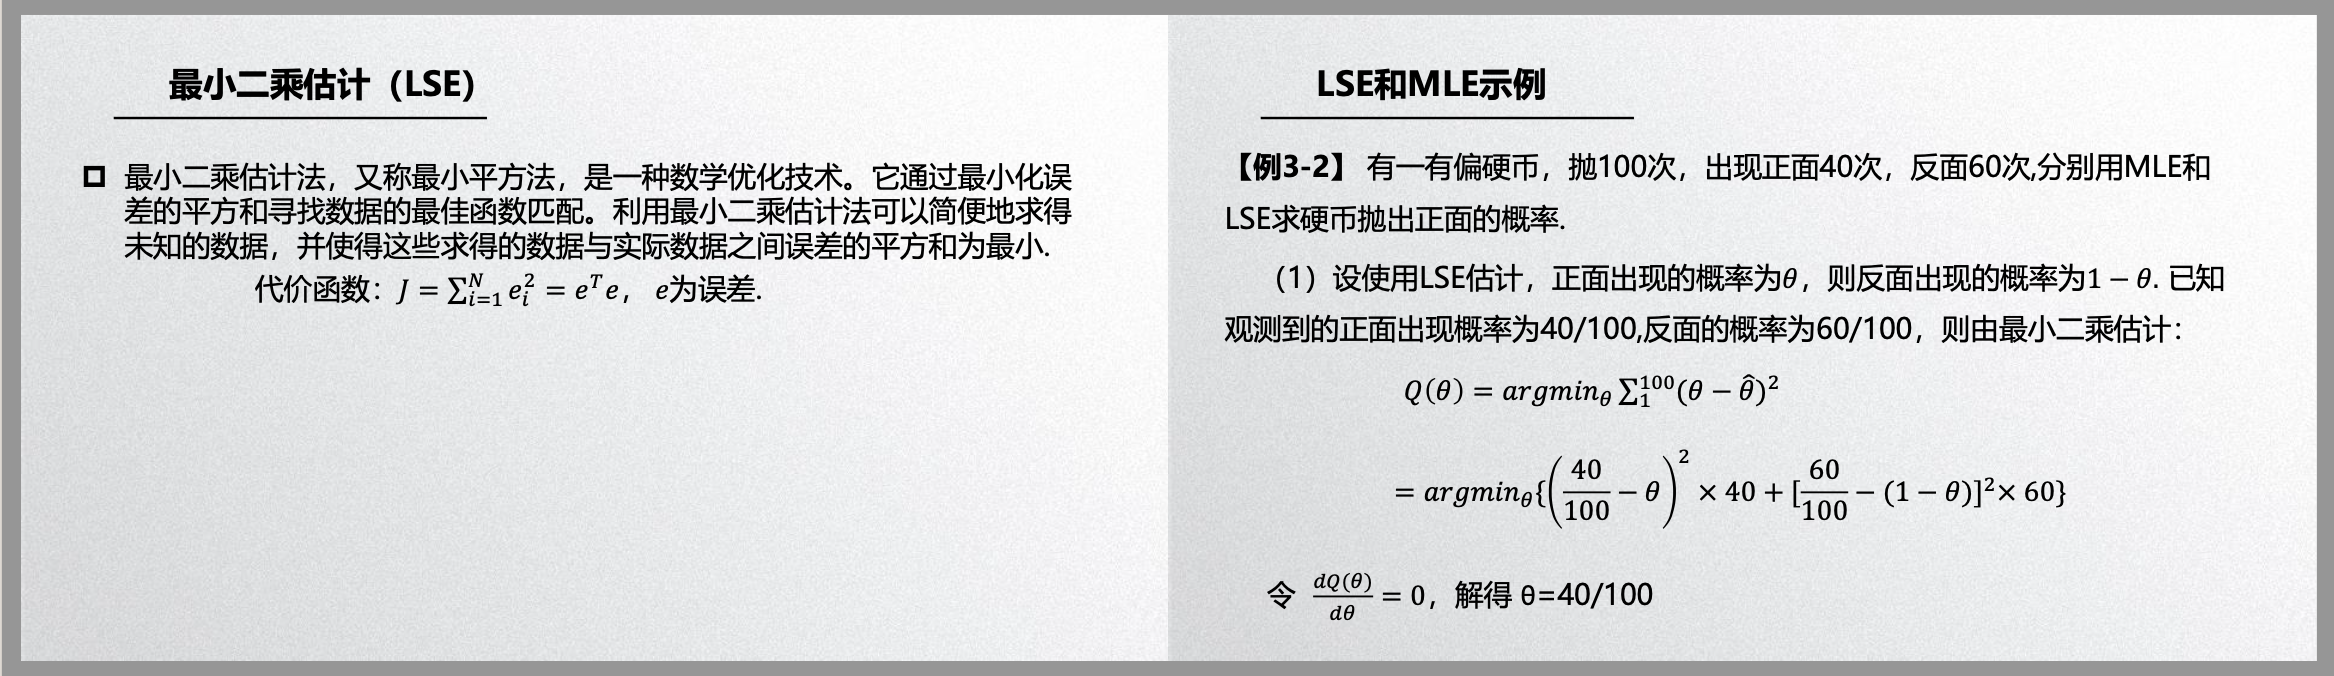 最小二乘估计（LSE）
最小二乘估计法，又称最小平方法，是一种数学优化技术。它通过最小化误
差的平方和寻找数据的最佳函数匹配。利用最小二乘估计法可以简便地求得
未知的数据，并使得这些求得的数据与实际数据之间误差的平方和为最小.
代价函数：$J = \sum_{i=1}^{N} e_i^2 = e^T e$， $e$为误差.
LSE和MLE示例
【例3-2】 有一有偏硬币，抛100次，出现正面40次，反面60次,分别用MLE和
LSE求硬币抛出正面的概率.
（1）设使用LSE估计，正面出现的概率为$\theta$，则反面出现的概率为$1-\theta$. 已知
观测到的正面出现概率为40/100,反面的概率为60/100，则由最小二乘估计：
$Q(\theta) = argmin_\theta \sum_1^{100} (\theta - \hat{\theta})^2$
$= argmin_\theta \{ \left( \frac{40}{100} - \theta \right)^2 \times 40 + [\frac{60}{100} - (1-\theta)]^2 \times 60 \}$
令 $\frac{dQ(\theta)}{d\theta} = 0$，解得 θ=40/100